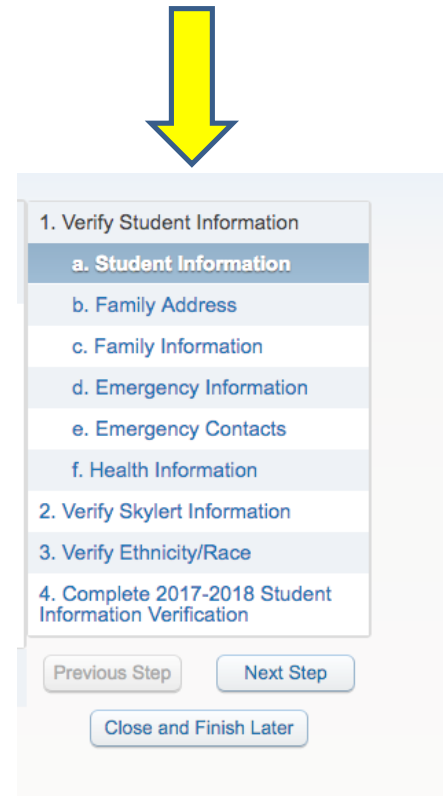 1. Verify Student Information
a. Student Information
b. Family Address
c. Family Information
d. Emergency Information
e. Emergency Contacts
f. Health Information
2. Verify Skylert Information
3. Verify Ethnicity/Race
4. Complete 2017-2018 Student
Information Verification
Previous Step Next Step
Close and Finish Later